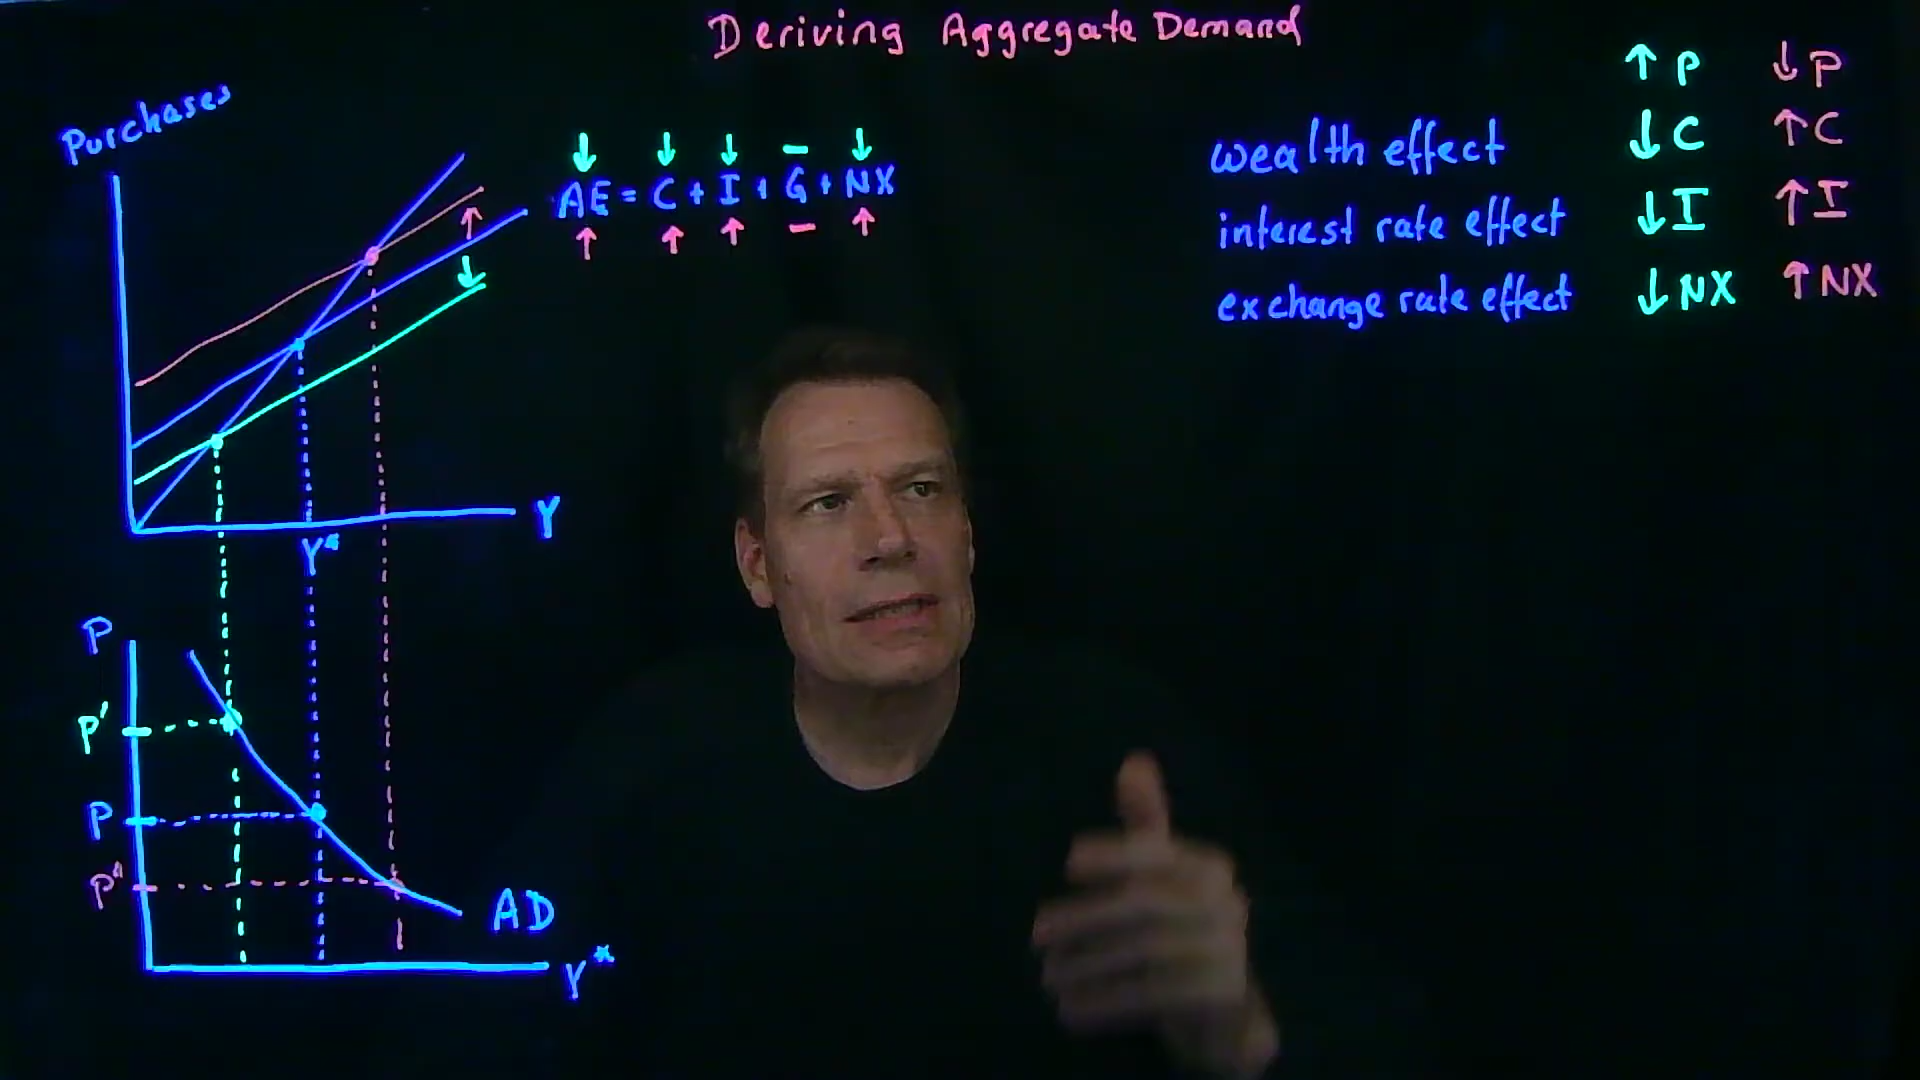 Deriving Aggregate Demand
↑ P ↓ P
wealth effect ↓ C ↑ C
interest rate effect ↓ I ↑ I
exchange rate effect ↓ NX ↑ NX
Purchases
↓ ↓ ↓ – ↓
AE = C + I + G + NX
↑ ↑ ↑ – ↑
↑
↓
Y
Y*
P
P'
P
P"
AD
Y*